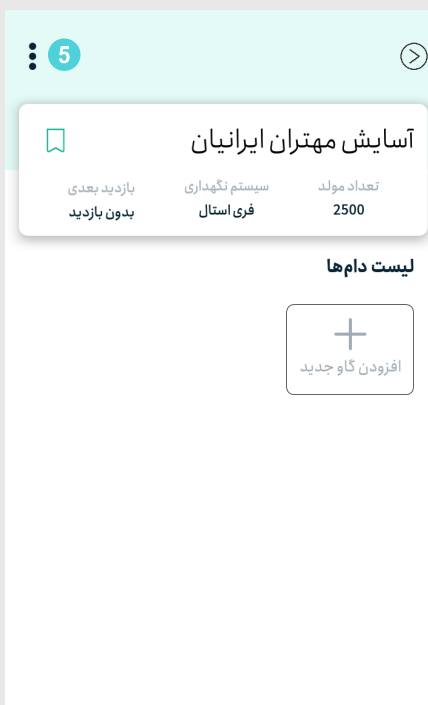 5
آسایش مهتران ایرانیان
تعداد مولد سیستم نگهداری بازدید بعدی
2500 فری استال بدون بازدید
لیست دام‌ها
افزودن گاو جدید